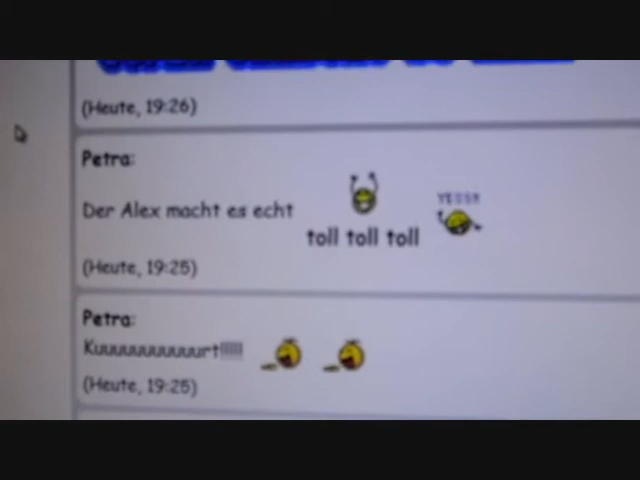 (Heute, 19:26)
Petra:
Der Alex macht es echt toll toll toll YESS!!
(Heute, 19:25)
Petra:
Kuuuuuuuuuuurt!!!!!
(Heute, 19:25)